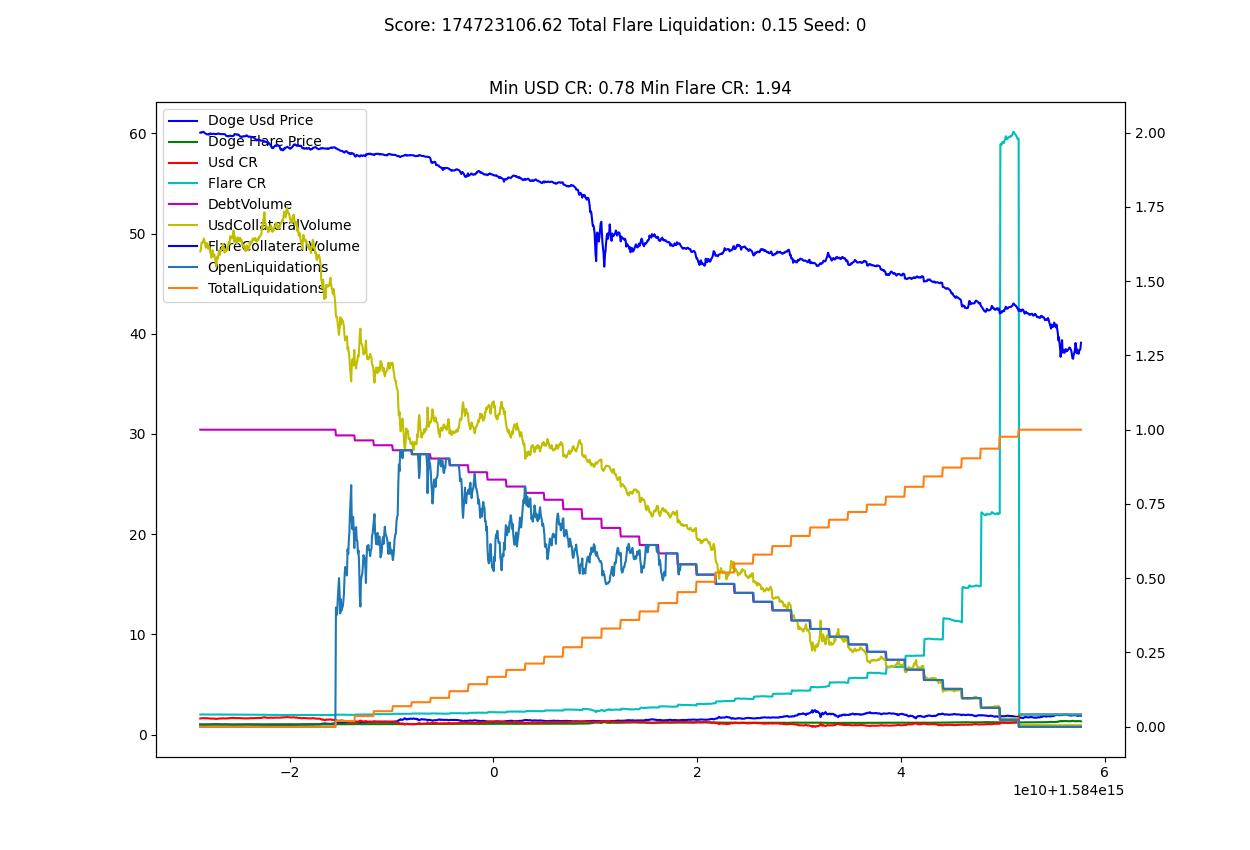 Score: 174723106.62 Total Flare Liquidation: 0.15 Seed: 0
Min USD CR: 0.78 Min Flare CR: 1.94
Doge Usd Price
Doge Flare Price
Usd CR
Flare CR
DebtVolume
UsdCollateralVolume
FlareCollateralVolume
OpenLiquidations
TotalLiquidations
60
50
40
30
20
10
0
2.00
1.75
1.50
1.25
1.00
0.75
0.50
0.25
0.00
−2
0
2
4
6
1e10+1.584e15